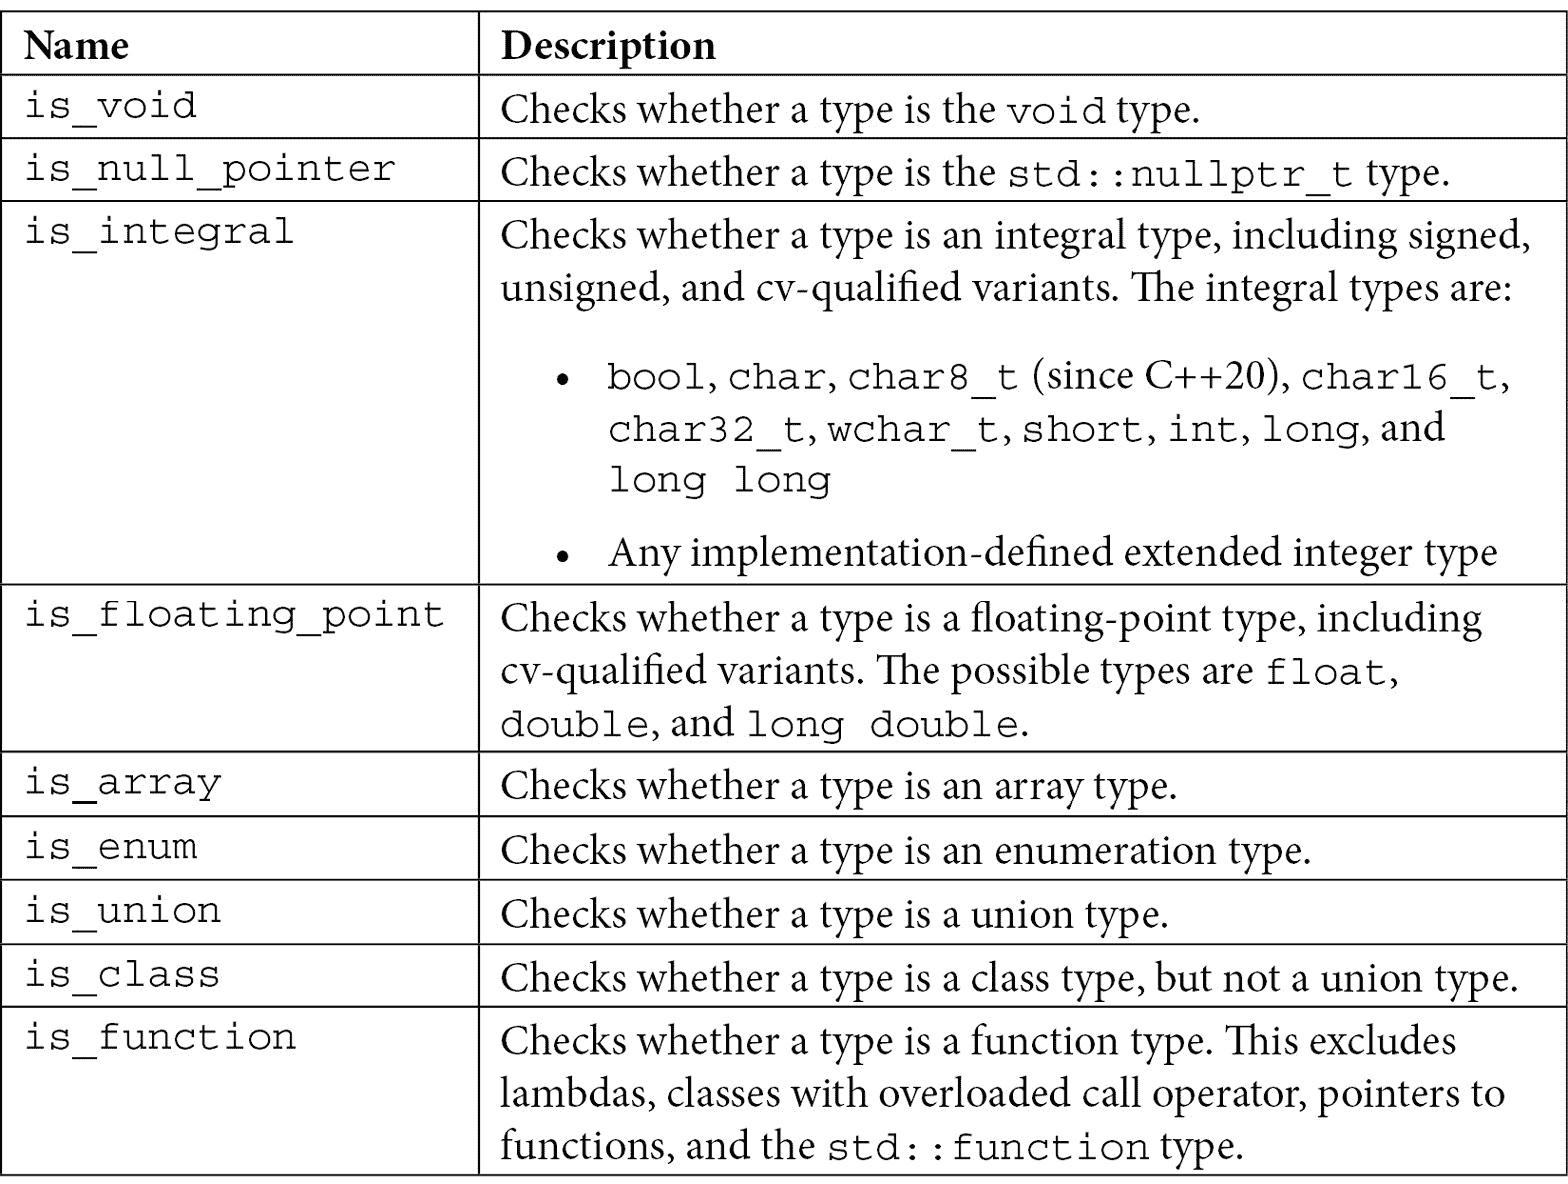 Name Description
is_void Checks whether a type is the void type.
is_null_pointer Checks whether a type is the std::nullptr_t type.
is_integral Checks whether a type is an integral type, including signed,
unsigned, and cv-qualified variants. The integral types are:
• bool, char, char8_t (since C++20), char16_t,
char32_t, wchar_t, short, int, long, and
long long
• Any implementation-defined extended integer type
is_floating_point Checks whether a type is a floating-point type, including
cv-qualified variants. The possible types are float,
double, and long double.
is_array Checks whether a type is an array type.
is_enum Checks whether a type is an enumeration type.
is_union Checks whether a type is a union type.
is_class Checks whether a type is a class type, but not a union type.
is_function Checks whether a type is a function type. This excludes
lambdas, classes with overloaded call operator, pointers to
functions, and the std::function type.